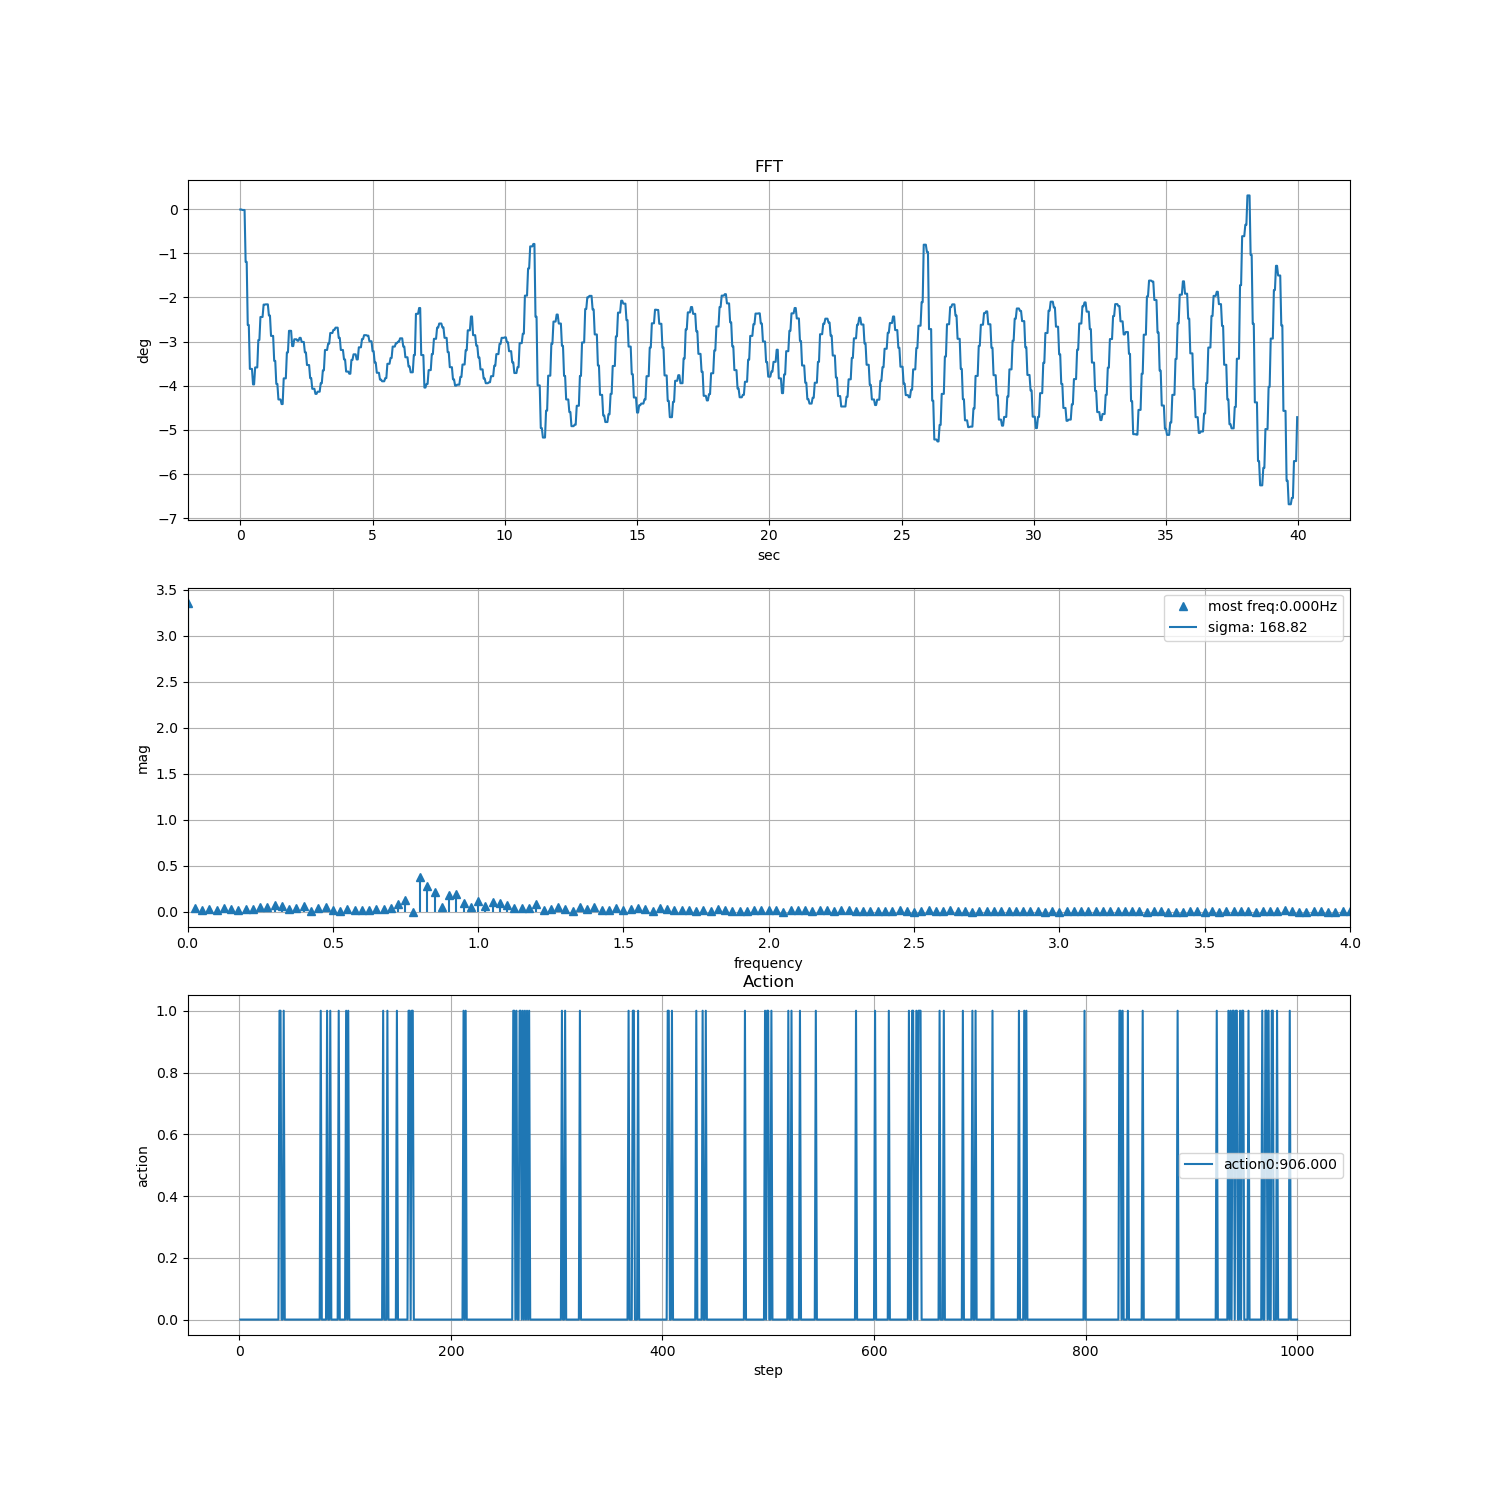 FFT
0
−1
−2
−3
−4
−5
−6
−7
deg
0 5 10 15 20 25 30 35 40
sec
3.5
3.0
2.5
2.0
1.5
1.0
0.5
0.0
mag
most freq:0.000Hz
sigma: 168.82
0.0 0.5 1.0 1.5 2.0 2.5 3.0 3.5 4.0
frequency
Action
1.0
0.8
0.6
0.4
0.2
0.0
action
action0:906.000
0 200 400 600 800 1000
step